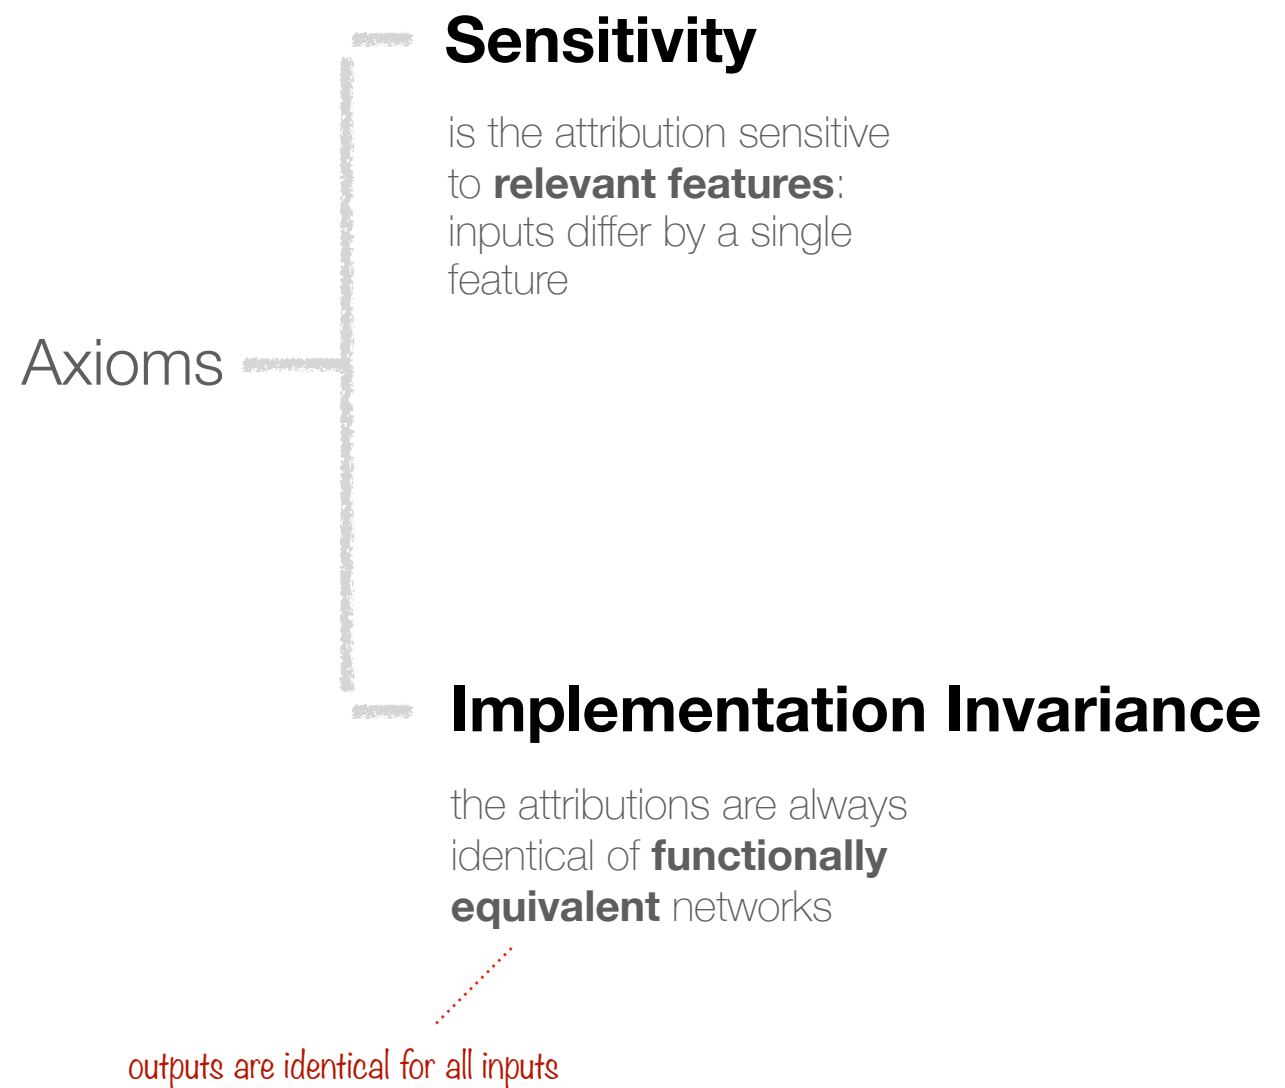 Sensitivity
is the attribution sensitive
to relevant features:
inputs differ by a single
feature
Axioms
Implementation Invariance
the attributions are always
identical of functionally
equivalent networks
outputs are identical for all inputs